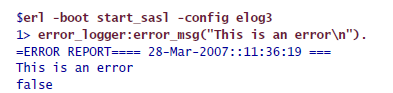 $erl -boot start_sasl -config elog3
1> error_logger:error_msg("This is an error\n").
=ERROR REPORT==== 28-Mar-2007::11:36:19 ===
This is an error
false